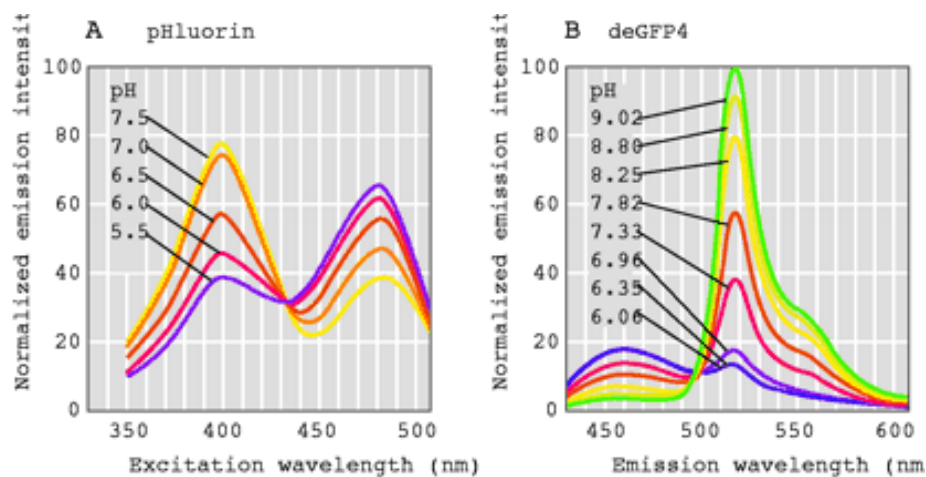 A pHluorin
Normalized emission intensit
100
80
60
40
20
0
pH
7.5
7.0
6.5
6.0
5.5
350 400 450 500
Excitation wavelength (nm)
B deGFP4
Normalized emission intensit
100
80
60
40
20
0
pH
9.02
8.80
8.25
7.82
7.33
6.96
6.35
6.06
450 500 550 600
Emission wavelength (nm